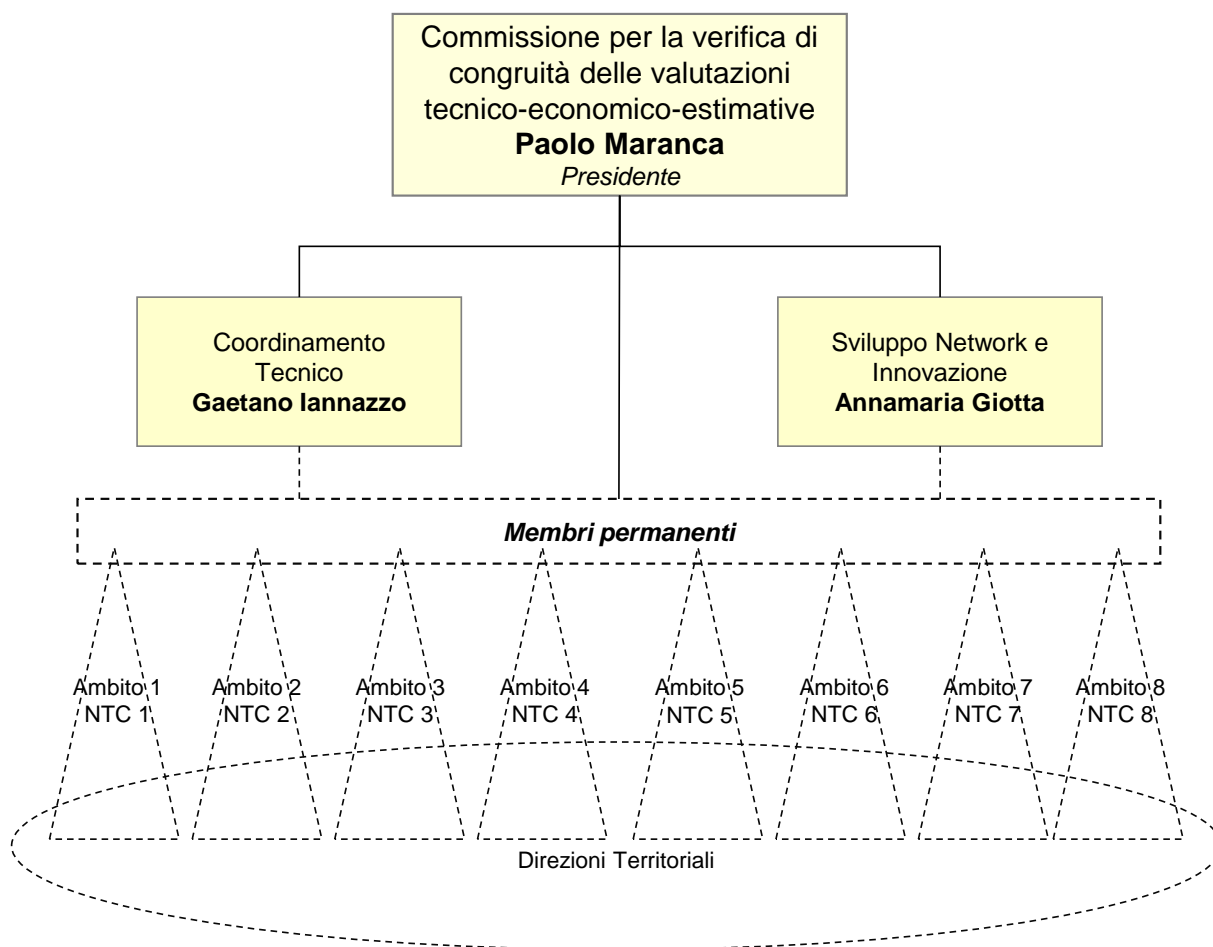 Commissione per la verifica di
congruità delle valutazioni
tecnico-economico-estimative
Paolo Maranca
Presidente
Coordinamento
Tecnico
Gaetano Iannazzo
Sviluppo Network e
Innovazione
Annamaria Giotta
Membri permanenti
Ambito 1
NTC 1
Ambito 2
NTC 2
Ambito 3
NTC 3
Ambito 4
NTC 4
Ambito 5
NTC 5
Ambito 6
NTC 6
Ambito 7
NTC 7
Ambito 8
NTC 8
Direzioni Territoriali